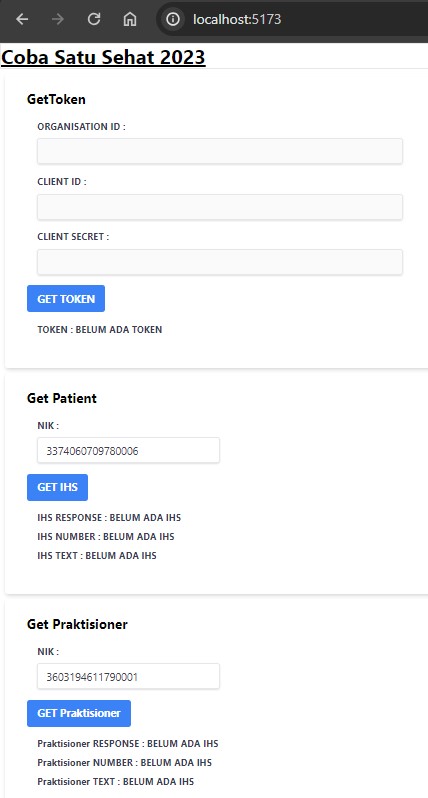 localhost:5173
Coba Satu Sehat 2023
GetToken
ORGANISATION ID :
CLIENT ID :
CLIENT SECRET :
GET TOKEN
TOKEN : BELUM ADA TOKEN
Get Patient
NIK :
3374060709780006
GET IHS
IHS RESPONSE : BELUM ADA IHS
IHS NUMBER : BELUM ADA IHS
IHS TEXT : BELUM ADA IHS
Get Praktisioner
NIK :
3603194611790001
GET Praktisioner
Praktisioner RESPONSE : BELUM ADA IHS
Praktisioner NUMBER : BELUM ADA IHS
Praktisioner TEXT : BELUM ADA IHS